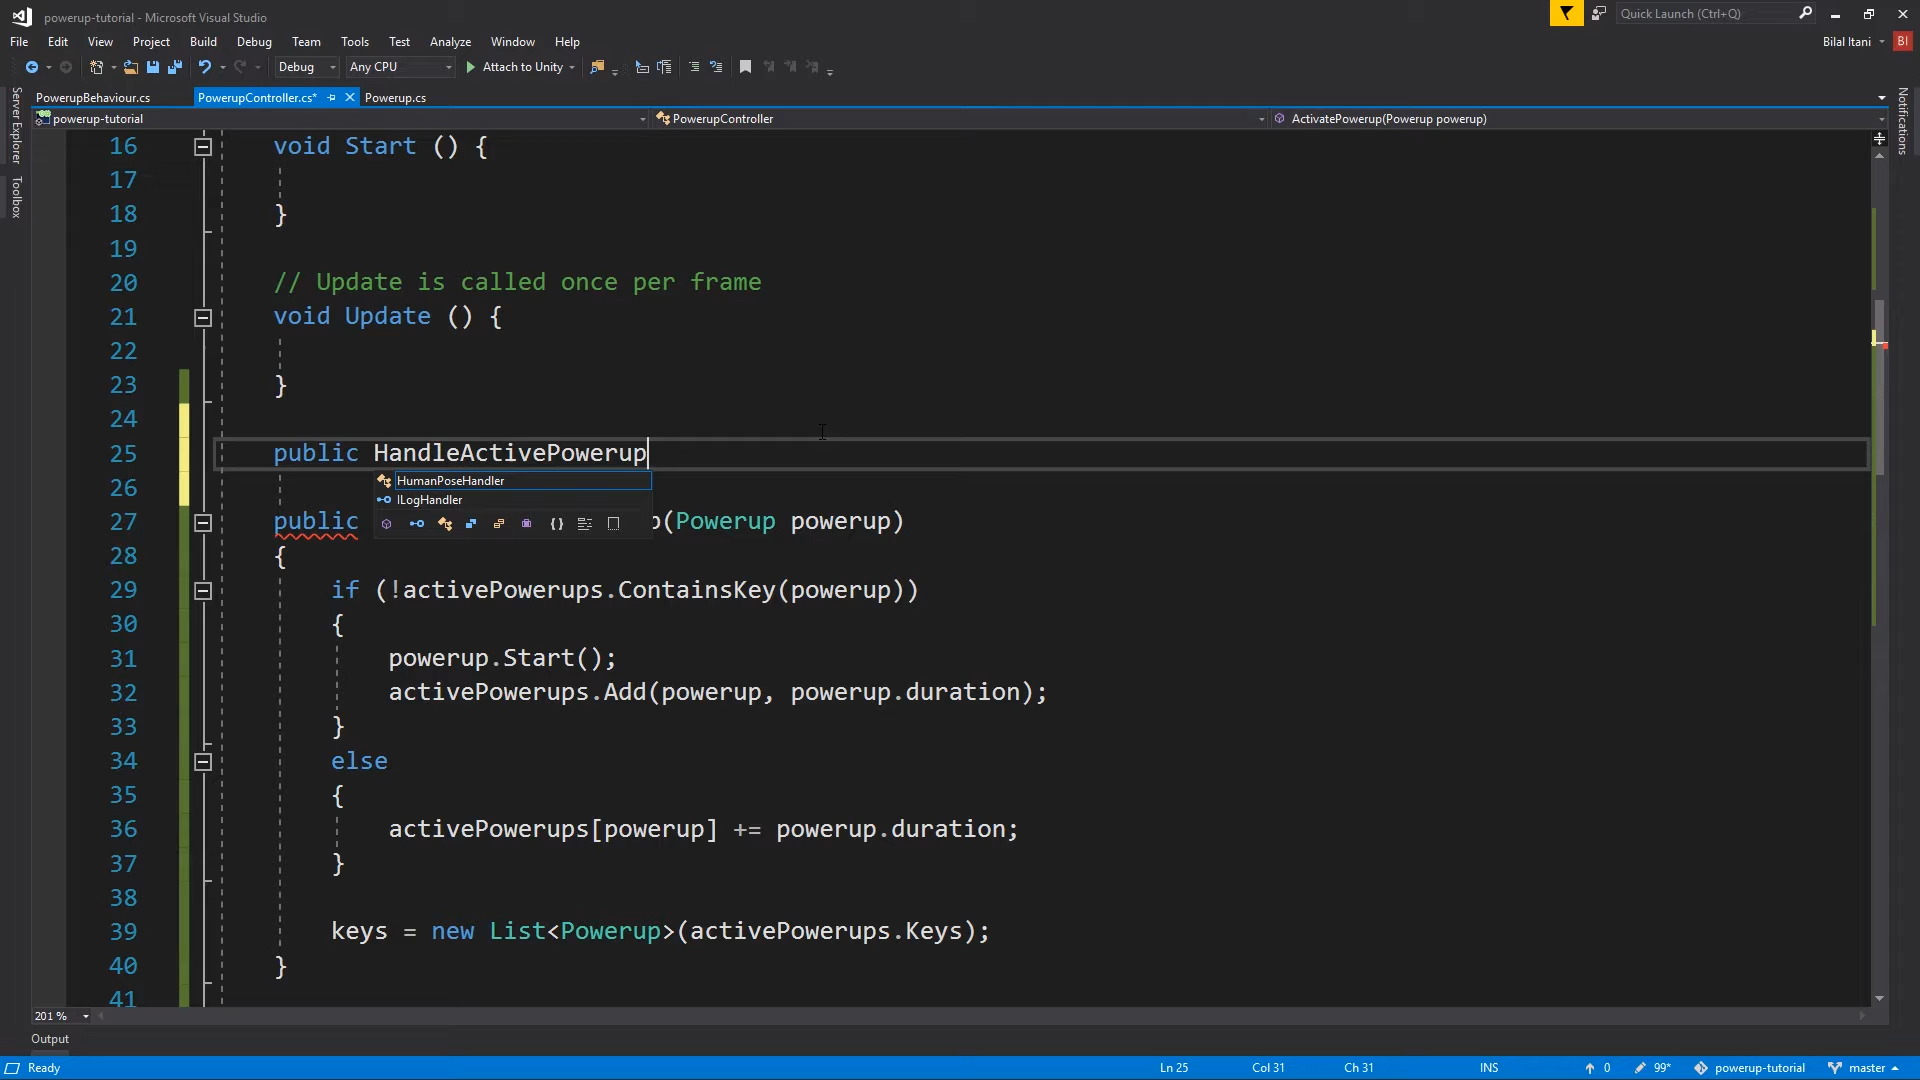 powerup-tutorial - Microsoft Visual Studio
Quick Launch (Ctrl+Q)
File Edit View Project Build Debug Team Tools Test Analyze Window Help
Bilal Itani BI
Debug Any CPU Attach to Unity
PowerupBehaviour.cs PowerupController.cs* Powerup.cs
powerup-tutorial PowerupController ActivatePowerup(Powerup powerup)
Server Explorer
Toolbox
Notifications
16 void Start () {
17
18 }
19
20 // Update is called once per frame
21 void Update () {
22
23 }
24
25 public HandleActivePowerup
HumanPoseHandler
26
ILogHandler
27 public p(Powerup powerup)
28 {
29 if (!activePowerups.ContainsKey(powerup))
30 {
31 powerup.Start();
32 activePowerups.Add(powerup, powerup.duration);
33 }
34 else
35 {
36 activePowerups[powerup] += powerup.duration;
37 }
38
39 keys = new List<Powerup>(activePowerups.Keys);
40 }
41
201 %
Output
Ready Ln 25 Col 31 Ch 31 INS 0 99* powerup-tutorial master